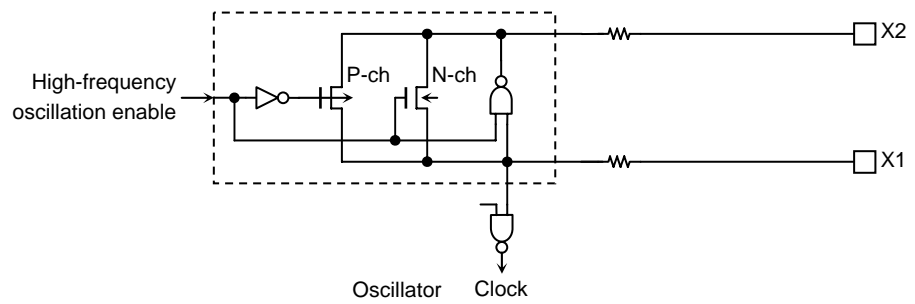 X2
P-ch
N-ch
High-frequency
oscillation enable
X1
Oscillator
Clock